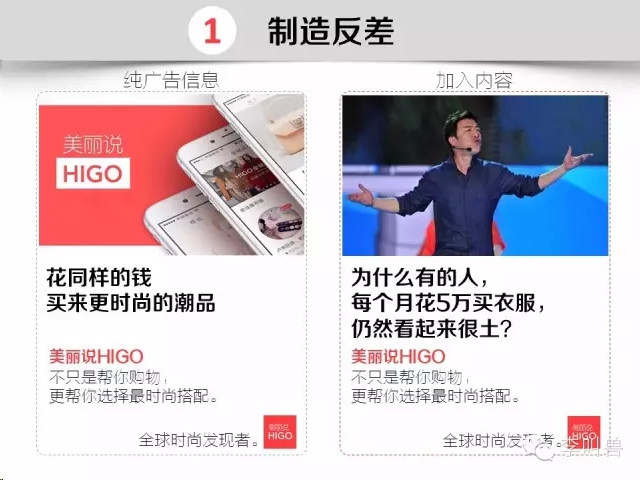 1 制造反差
纯广告信息
美丽说
HIGO
花同样的钱
买来更时尚的潮品
美丽说HIGO
不只是帮你购物，
更帮你选择最时尚搭配。
全球时尚发现者。
美丽说
HIGO
加入内容
为什么有的人，
每个月花5万买衣服，
仍然看起来很土？
美丽说HIGO
不只是帮你购物，
更帮你选择最时尚搭配。
全球时尚发现者。
美丽说
HIGO
李叫兽